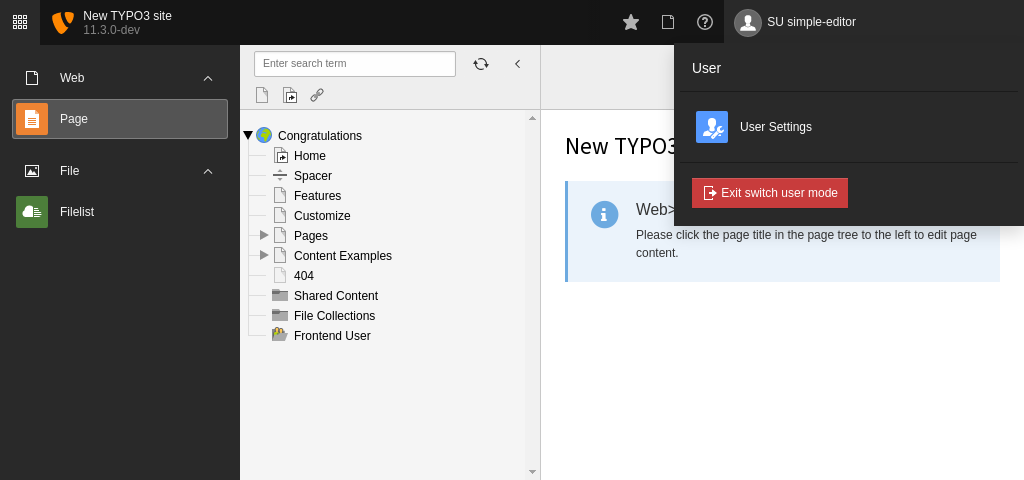 New TYPO3 site
11.3.0-dev
SU simple-editor
Web
Page
File
Filelist
Enter search term
Congratulations
Home
Spacer
Features
Customize
Pages
Content Examples
404
Shared Content
File Collections
Frontend User
New TYPO3
Web>
Please click the page title in the page tree to the left to edit page
content.
User
User Settings
Exit switch user mode